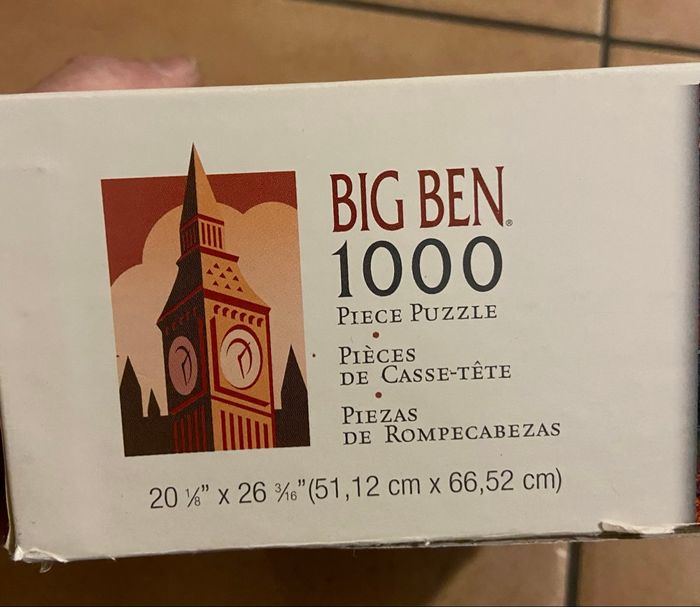 BIG BEN®
1000
PIECE PUZZLE
PIÈCES
DE CASSE-TÊTE
PIEZAS
DE ROMPECABEZAS
20 ⅛” x 26 3⁄16”(51,12 cm x 66,52 cm)